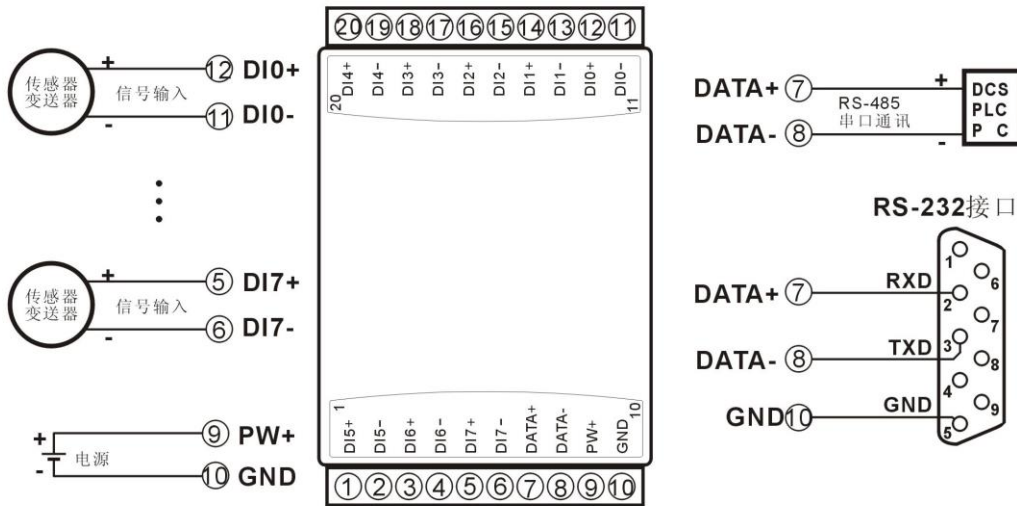 传感器
变送器
+
信号输入
-
⑫ DI0+
⑪ DI0-
传感器
变送器
+
信号输入
-
⑤ DI7+
⑥ DI7-
+
电源
-
⑨ PW+
⑩ GND
⑳ ⑲ ⑱ ⑰ ⑯ ⑮ ⑭ ⑬ ⑫ ⑪
20 DI4+ DI4- DI3+ DI3- DI2+ DI2- DI1+ DI1- DI0+ DI0- 11
1 DI5+ DI5- DI6+ DI6- DI7+ DI7- DATA+ DATA- PW+ GND 10
① ② ③ ④ ⑤ ⑥ ⑦ ⑧ ⑨ ⑩
DATA+ ⑦
DATA- ⑧
+
RS-485
串口通讯
-
DCS
PLC
P C
RS-232接口
DATA+ ⑦ RXD
DATA- ⑧ TXD
GND ⑩ GND
1
6
2
7
3
8
4
9
5